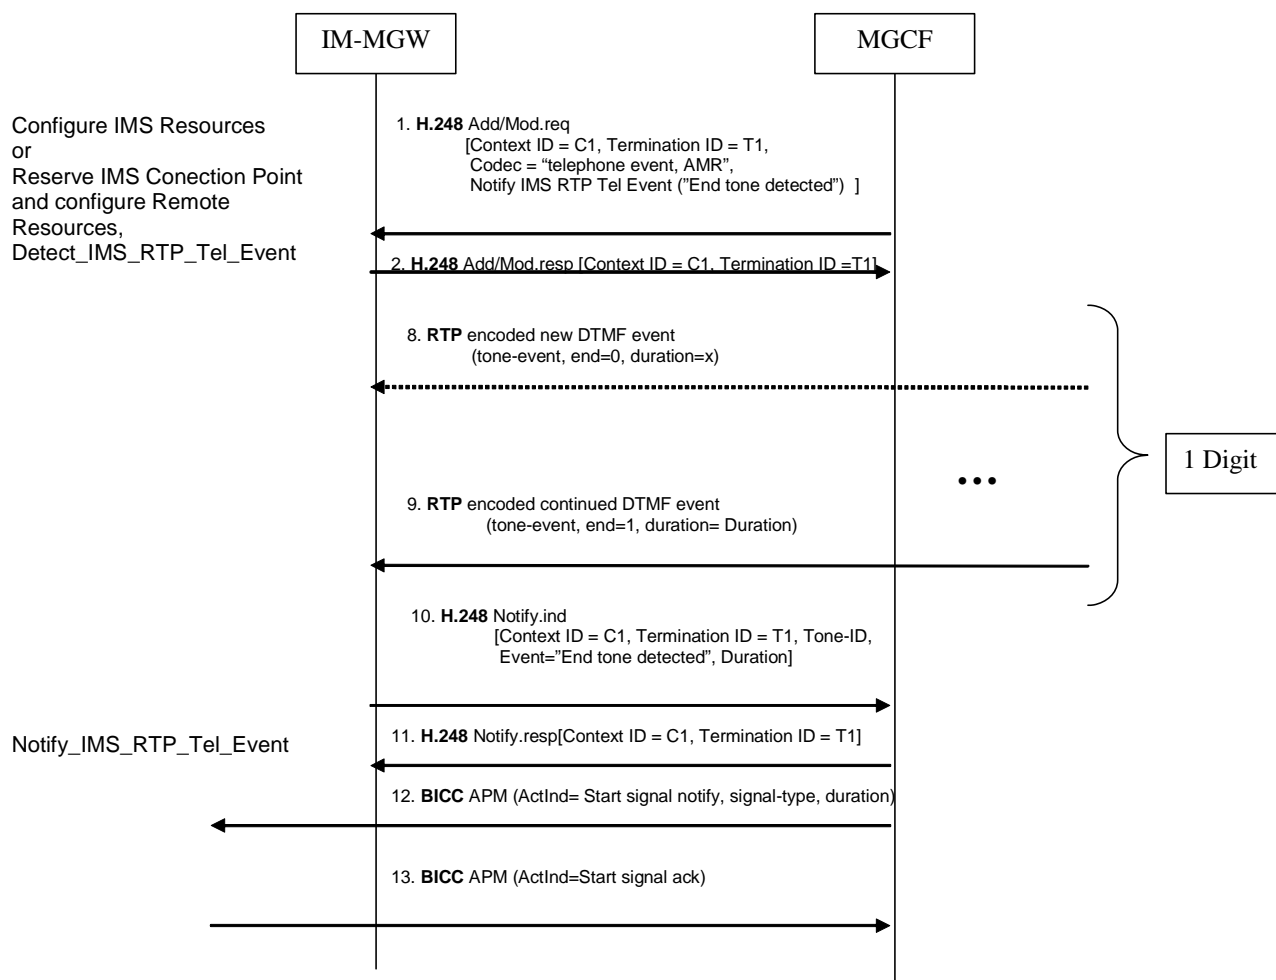 IM-MGW
MGCF
Configure IMS Resources
or
Reserve IMS Conection Point
and configure Remote
Resources,
Detect_IMS_RTP_Tel_Event
1. H.248 Add/Mod.req
[Context ID = C1, Termination ID = T1,
Codec = “telephone event, AMR”,
Notify IMS RTP Tel Event (”End tone detected”) ]
2. H.248 Add/Mod.resp [Context ID = C1, Termination ID =T1]
8. RTP encoded new DTMF event
(tone-event, end=0, duration=x)
1 Digit
...
9. RTP encoded continued DTMF event
(tone-event, end=1, duration= Duration)
10. H.248 Notify.ind
[Context ID = C1, Termination ID = T1, Tone-ID,
Event=”End tone detected”, Duration]
Notify_IMS_RTP_Tel_Event
11. H.248 Notify.resp[Context ID = C1, Termination ID = T1]
12. BICC APM (ActInd= Start signal notify, signal-type, duration)
13. BICC APM (ActInd=Start signal ack)